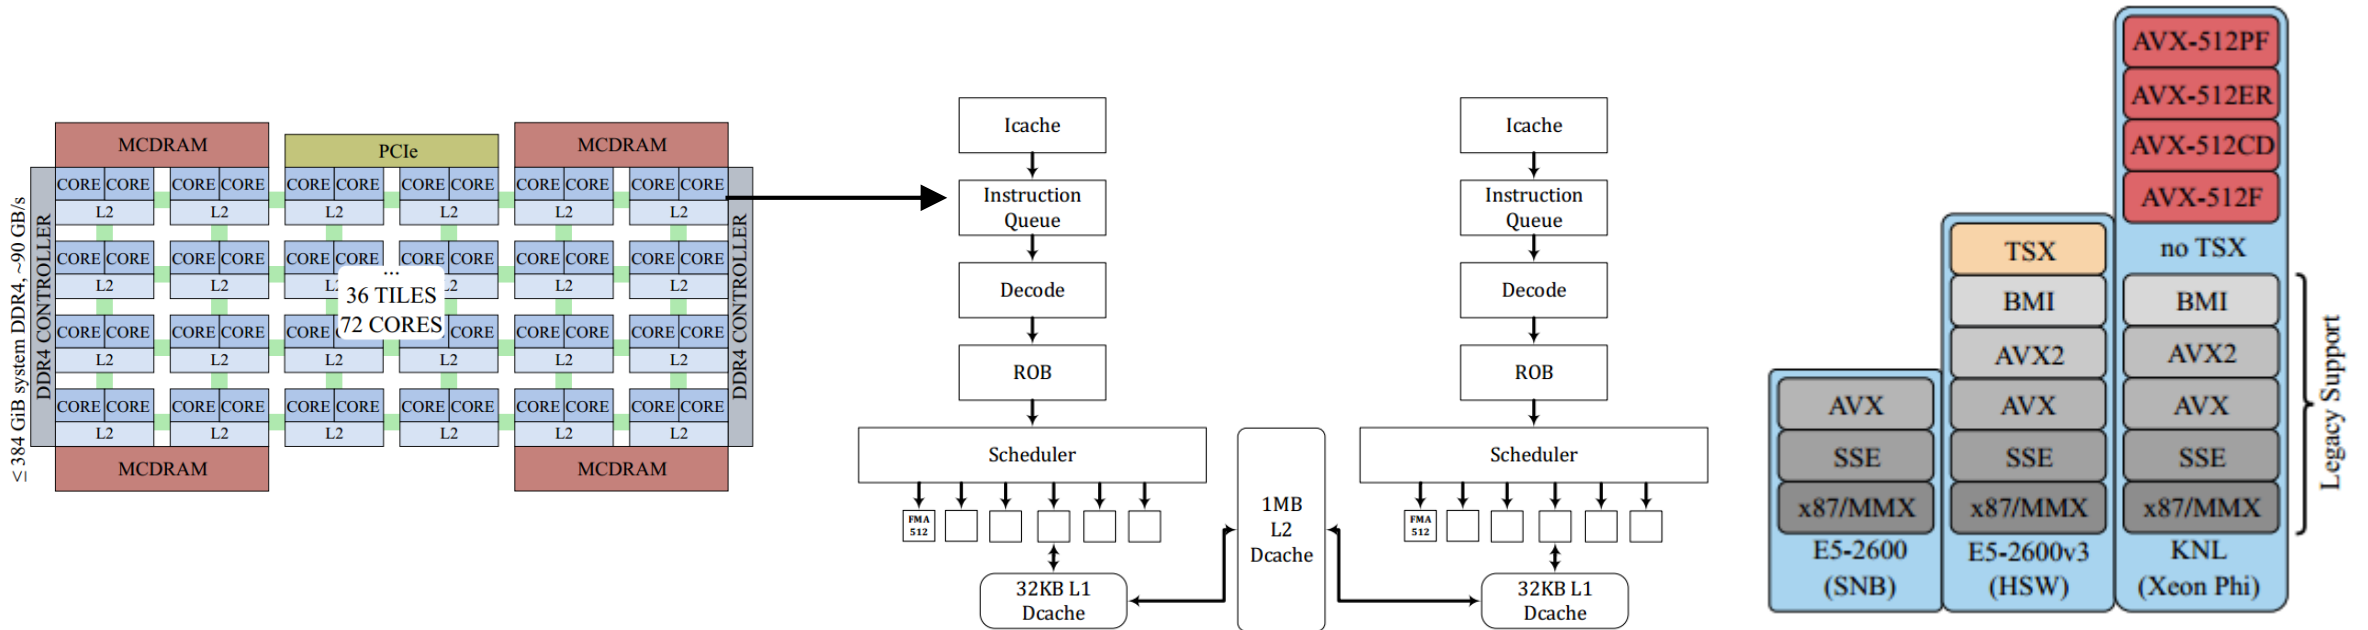 ≤ 384 GiB system DDR4, ~90 GB/s
DDR4 CONTROLLER
MCDRAM
PCIe
MCDRAM
CORE CORE CORE CORE CORE CORE CORE CORE CORE CORE CORE CORE
L2 L2 L2 L2 L2 L2
CORE CORE CORE CORE CORE CORE CORE CORE CORE CORE CORE CORE
L2 L2 L2 L2 L2 L2
...
36 TILES
72 CORES
CORE CORE CORE CORE CORE CORE CORE CORE CORE CORE
L2 L2 L2 L2 L2 L2
CORE CORE CORE CORE CORE CORE CORE CORE CORE CORE CORE CORE
L2 L2 L2 L2 L2 L2
MCDRAM
MCDRAM
DDR4 CONTROLLER
Icache
Instruction
Queue
Decode
ROB
Scheduler
FMA
512
32KB L1
Dcache
1MB
L2
Dcache
Icache
Instruction
Queue
Decode
ROB
Scheduler
FMA
512
32KB L1
Dcache
AVX
SSE
x87/MMX
E5-2600
(SNB)
TSX
BMI
AVX2
AVX
SSE
x87/MMX
E5-2600v3
(HSW)
AVX-512PF
AVX-512ER
AVX-512CD
AVX-512F
no TSX
BMI
AVX2
AVX
SSE
x87/MMX
KNL
(Xeon Phi)
Legacy Support